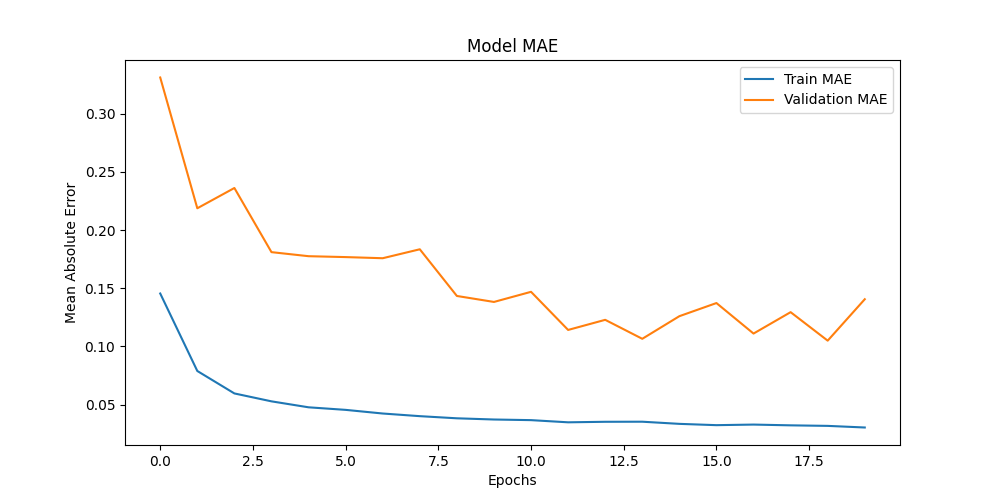 Model MAE
Train MAE
Validation MAE
Mean Absolute Error
0.30
0.25
0.20
0.15
0.10
0.05
0.0 2.5 5.0 7.5 10.0 12.5 15.0 17.5
Epochs